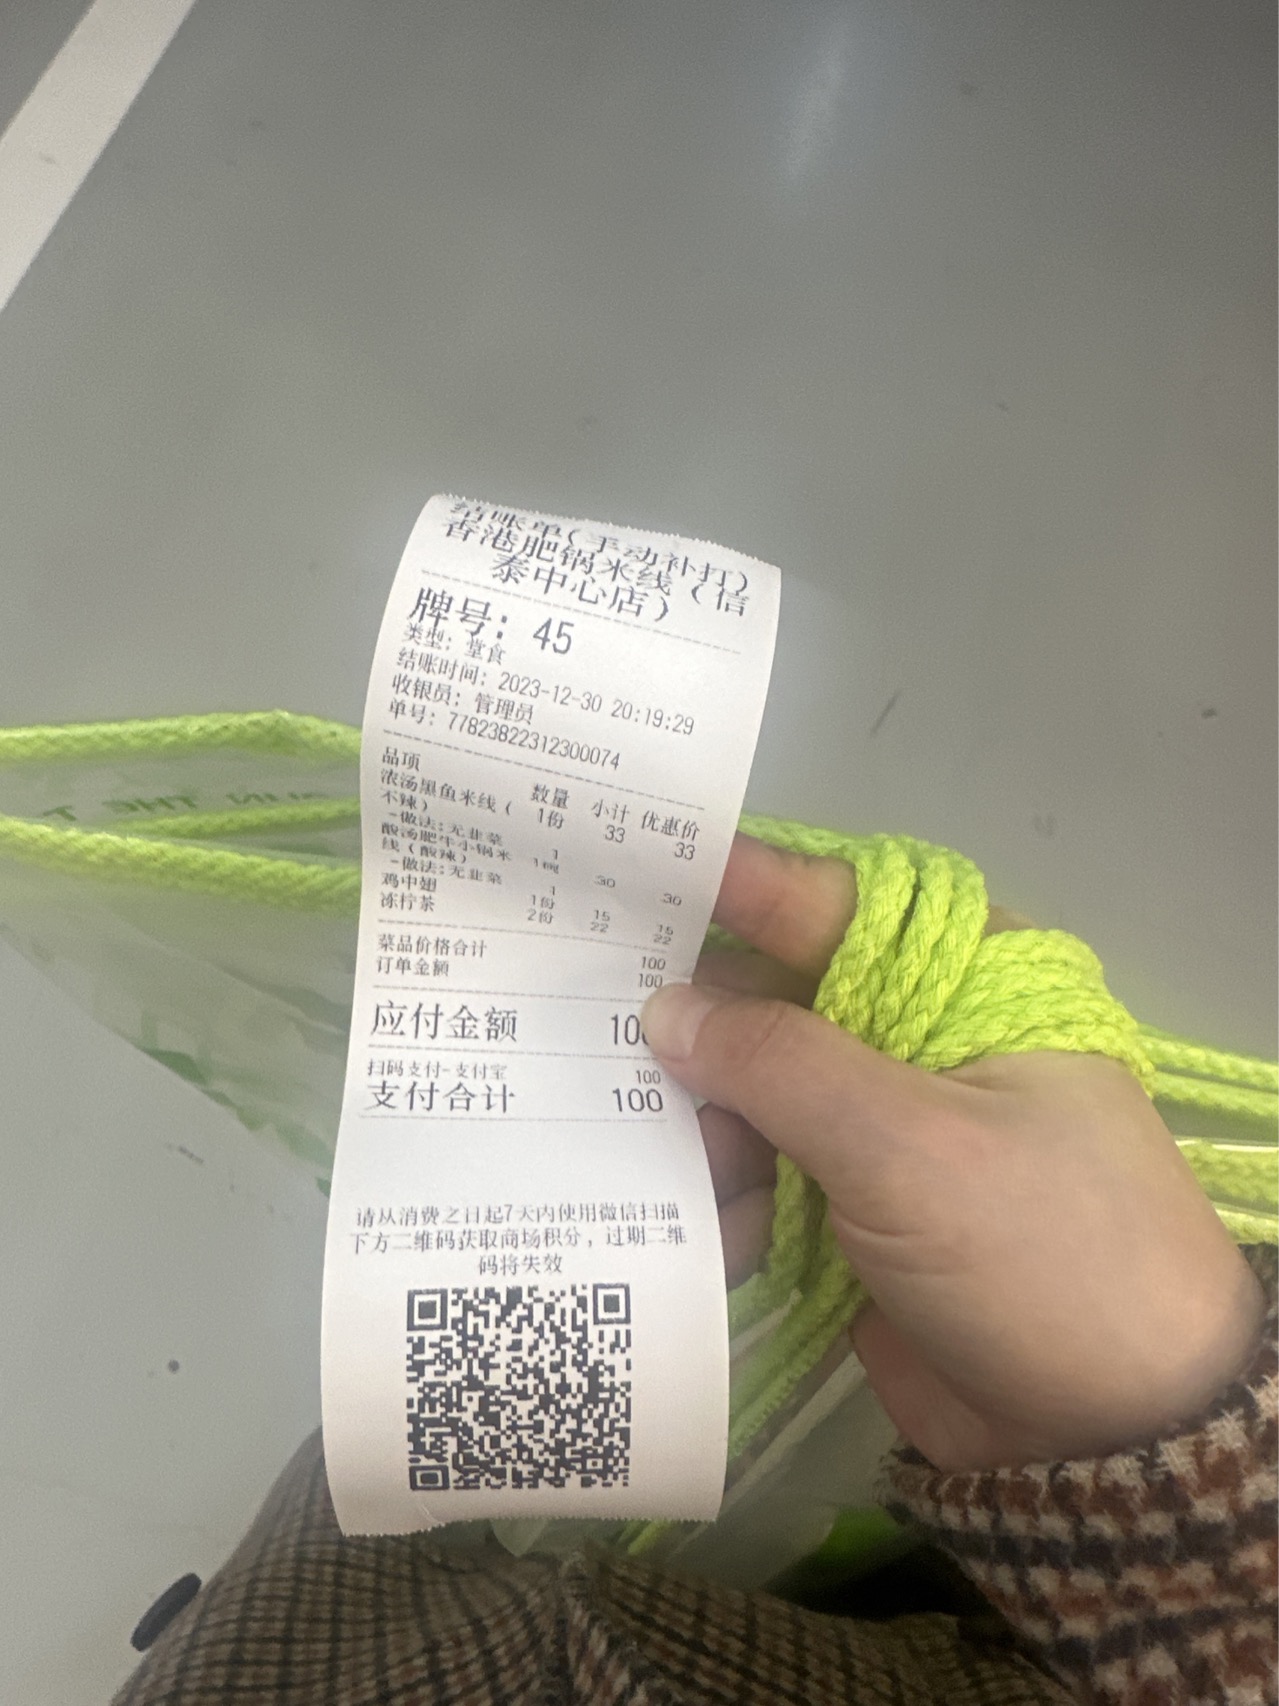 结账单(手动补打)
香港肥锅米线（信
泰中心店）
牌号：45
类型：堂食
结账时间：2023-12-30 20:19:29
收银员：管理员
单号：77823822312300074
品项 数量 小计 优惠价
浓汤黑鱼米线（ 1份 33 33
不辣）
-做法:无韭菜 1
酸汤肥牛小锅米 1碗 30 30
线（酸辣）
-做法:无韭菜 1
鸡中翅 1份 15 15
冻柠茶 2份 22 22
菜品价格合计 100
订单金额 100
应付金额 10
扫码支付-支付宝 100
支付合计 100
请从消费之日起7天内使用微信扫描
下方二维码获取商场积分，过期二维
码将失效